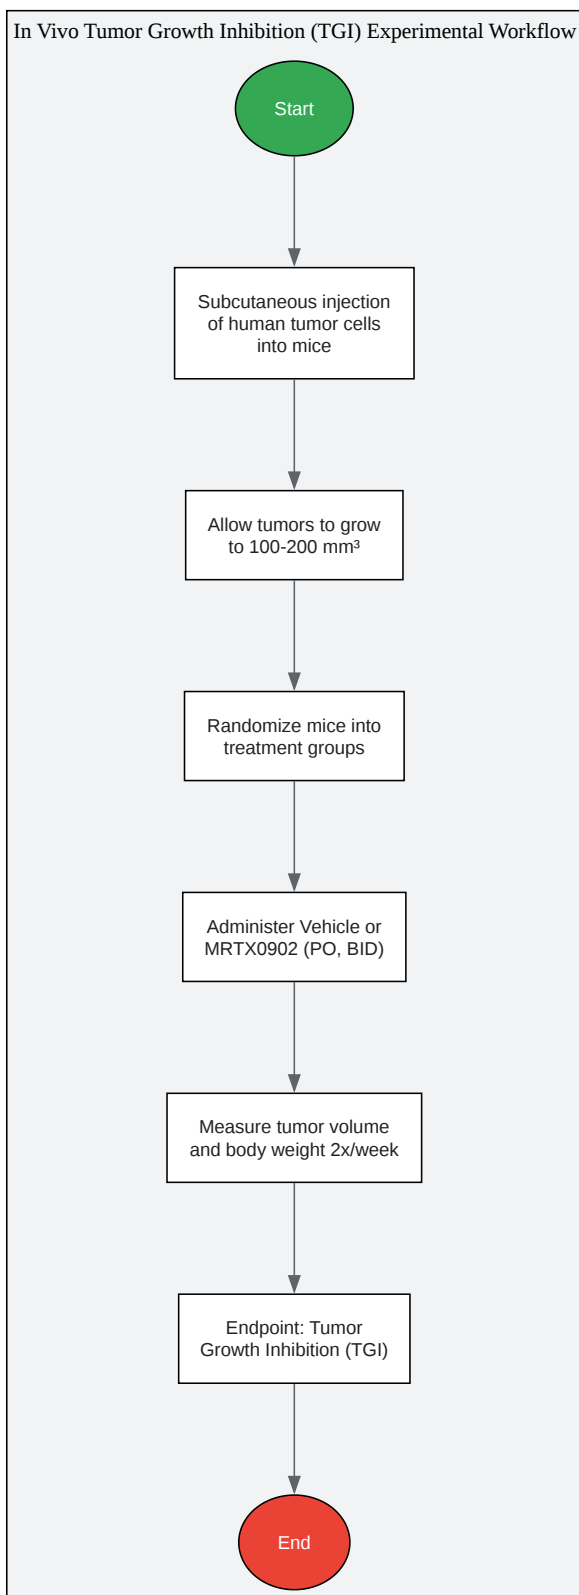 In Vivo Tumor Growth Inhibition (TGI) Experimental Workflow
Start
Subcutaneous injection
of human tumor cells
into mice
Allow tumors to grow
to 100-200 mm³
Randomize mice into
treatment groups
Administer Vehicle or
MRTX0902 (PO, BID)
Measure tumor volume
and body weight 2x/week
Endpoint: Tumor
Growth Inhibition (TGI)
End